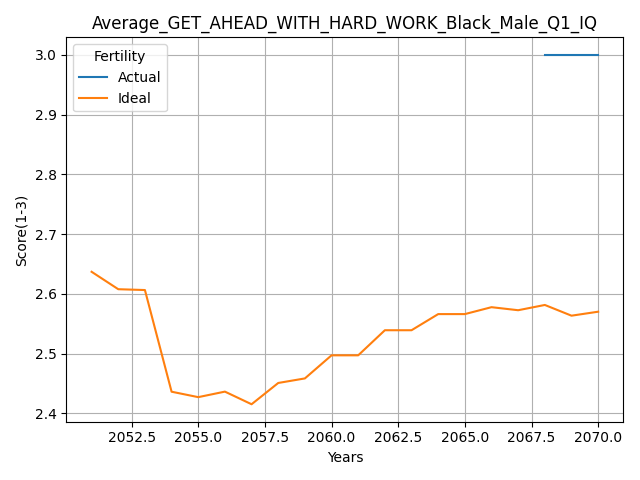 Average_GET_AHEAD_WITH_HARD_WORK_Black_Male_Q1_IQ
Fertility
Actual
Ideal
Score(1-3)
3.0
2.9
2.8
2.7
2.6
2.5
2.4
2052.5 2055.0 2057.5 2060.0 2062.5 2065.0 2067.5 2070.0
Years